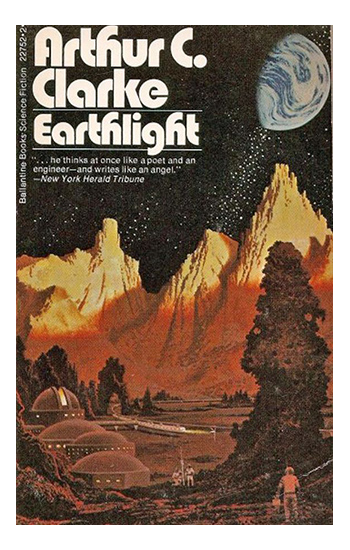 Arthur C.
Clarke
Earthlight
". . . he thinks at once like a poet and an
engineer—and writes like an angel."
—New York Herald Tribune
Ballantine Books Science Fiction 22752-2